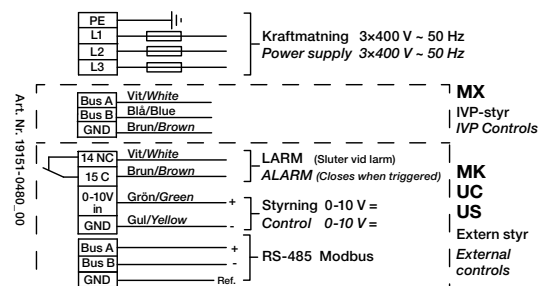 PE
L1
L2
L3
Kraftmatning 3×400 V ~ 50 Hz
Power supply 3×400 V ~ 50 Hz
Art. Nr. 19151-0480_00
Bus A Vit/White
Bus B Blå/Blue
GND Brun/Brown
MX
IVP-styr
IVP Controls
14 NC Vit/White
15 C Brun/Brown
LARM (Sluter vid larm)
ALARM (Closes when triggered)
0-10V in Grön/Green +
GND Gul/Yellow -
Styrning 0-10 V =
Control 0-10 V =
Bus A +
Bus B -
GND Ref.
RS-485 Modbus
MK
UC
US
Extern styr
External
controls